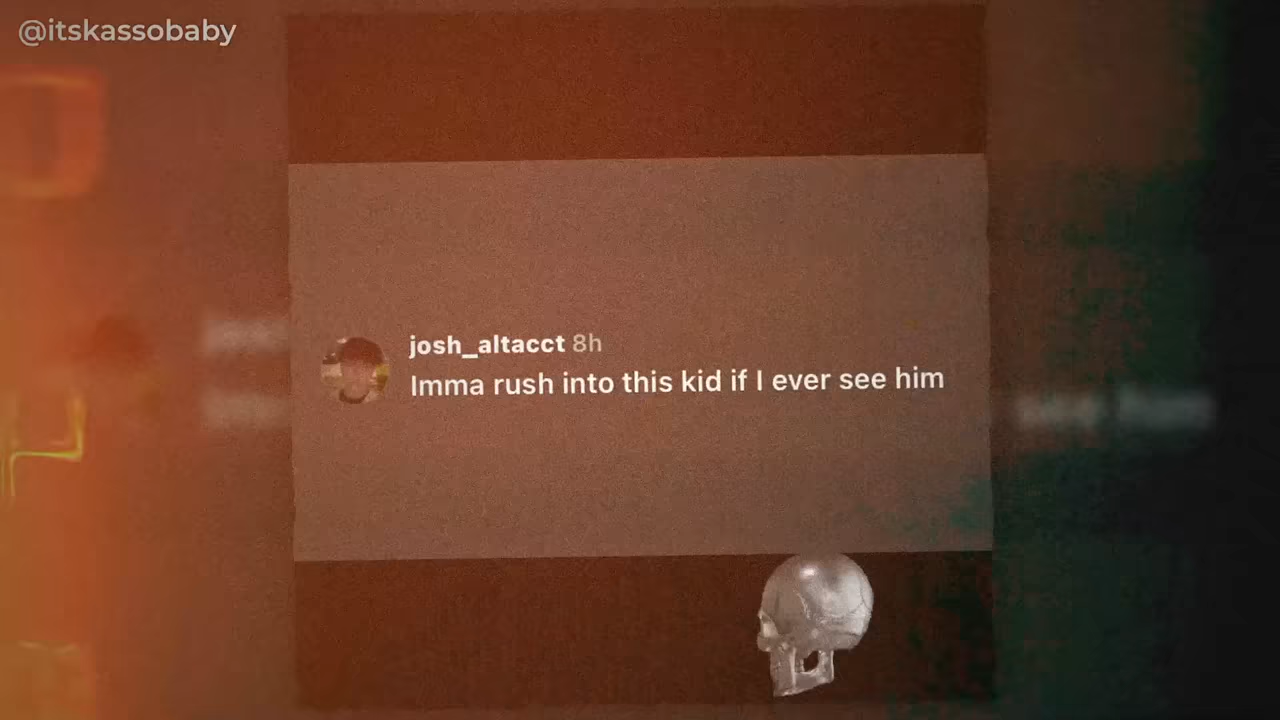 @itskassobaby
josh_altacct 8h
Imma rush into this kid if I ever see him